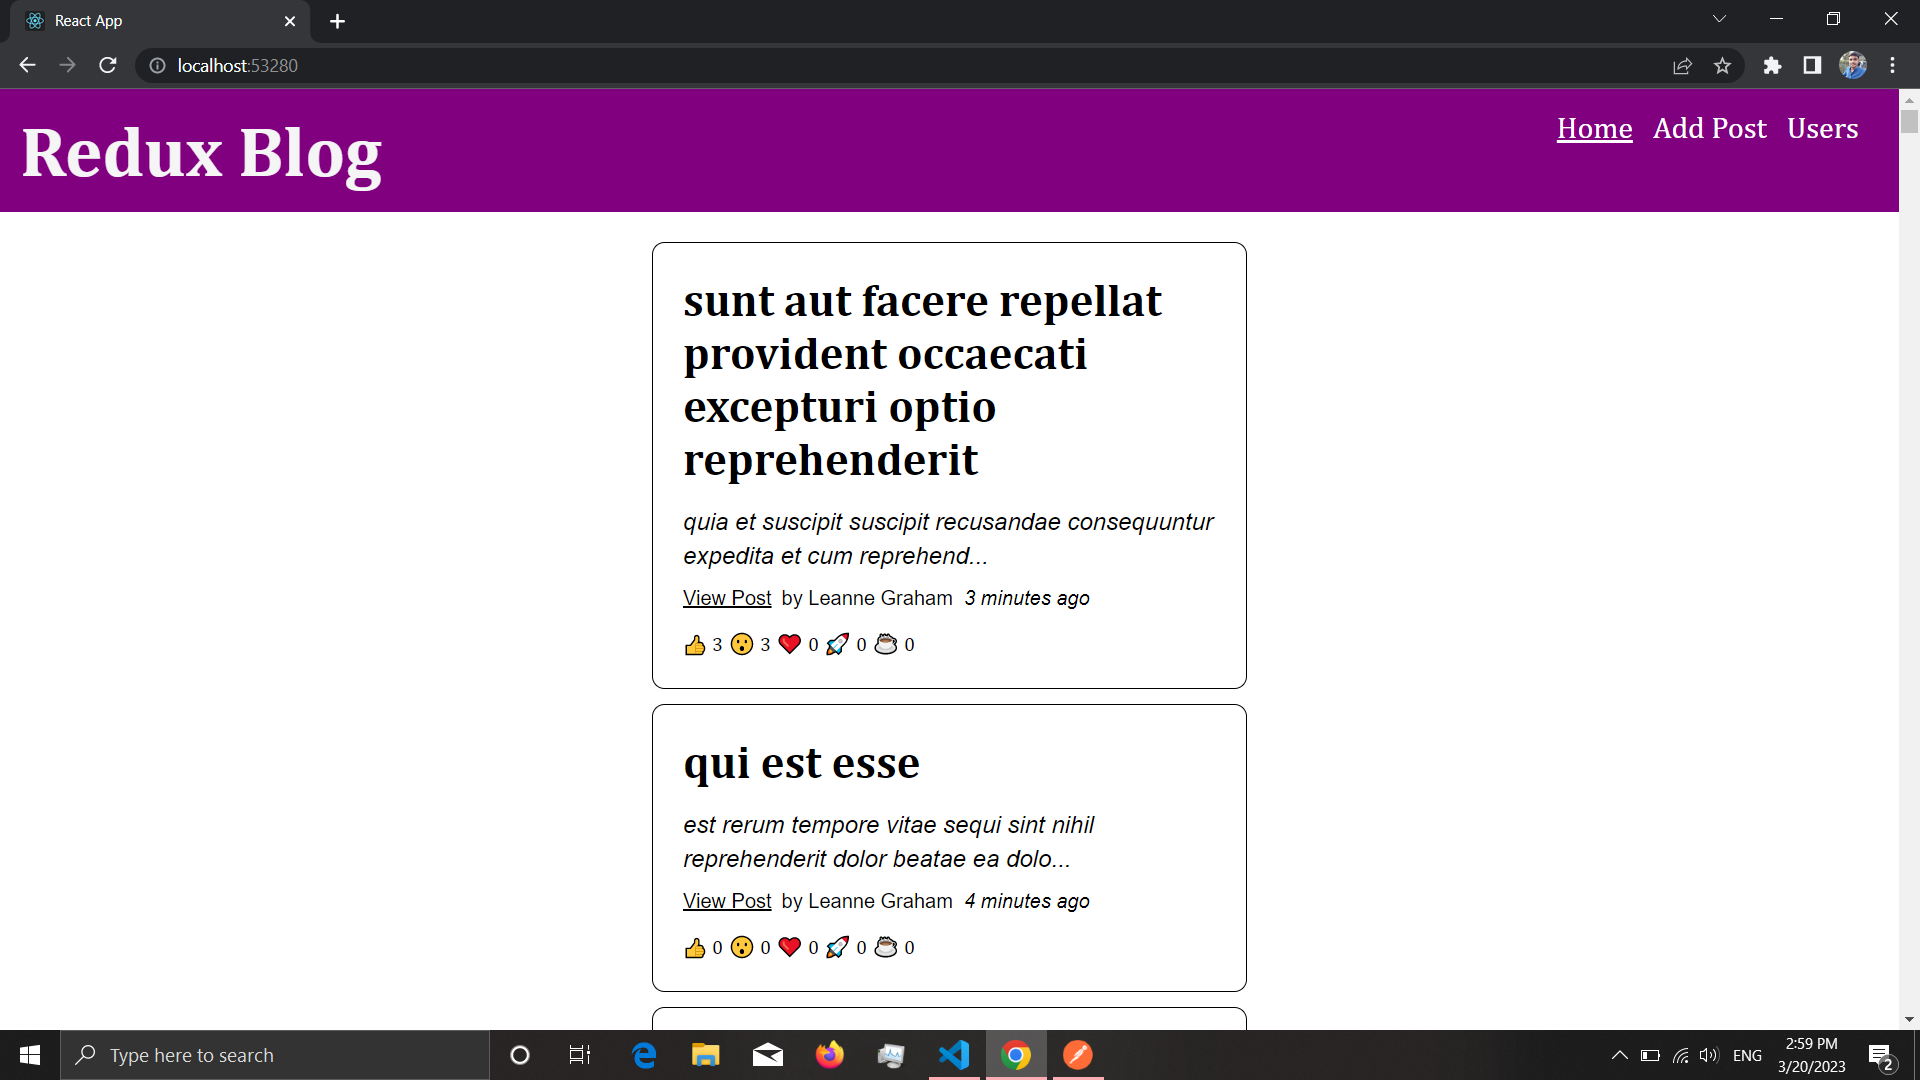 React App
localhost:53280
Redux Blog
Home Add Post Users
sunt aut facere repellat
provident occaecati
excepturi optio
reprehenderit
quia et suscipit suscipit recusandae consequuntur
expedita et cum reprehend...
View Post by Leanne Graham 3 minutes ago
👍 3 😮 3 ❤️ 0 🚀 0 ☕ 0
qui est esse
est rerum tempore vitae sequi sint nihil
reprehenderit dolor beatae ea dolo...
View Post by Leanne Graham 4 minutes ago
👍 0 😮 0 ❤️ 0 🚀 0 ☕ 0
Type here to search
ENG
2:59 PM
3/20/2023
2